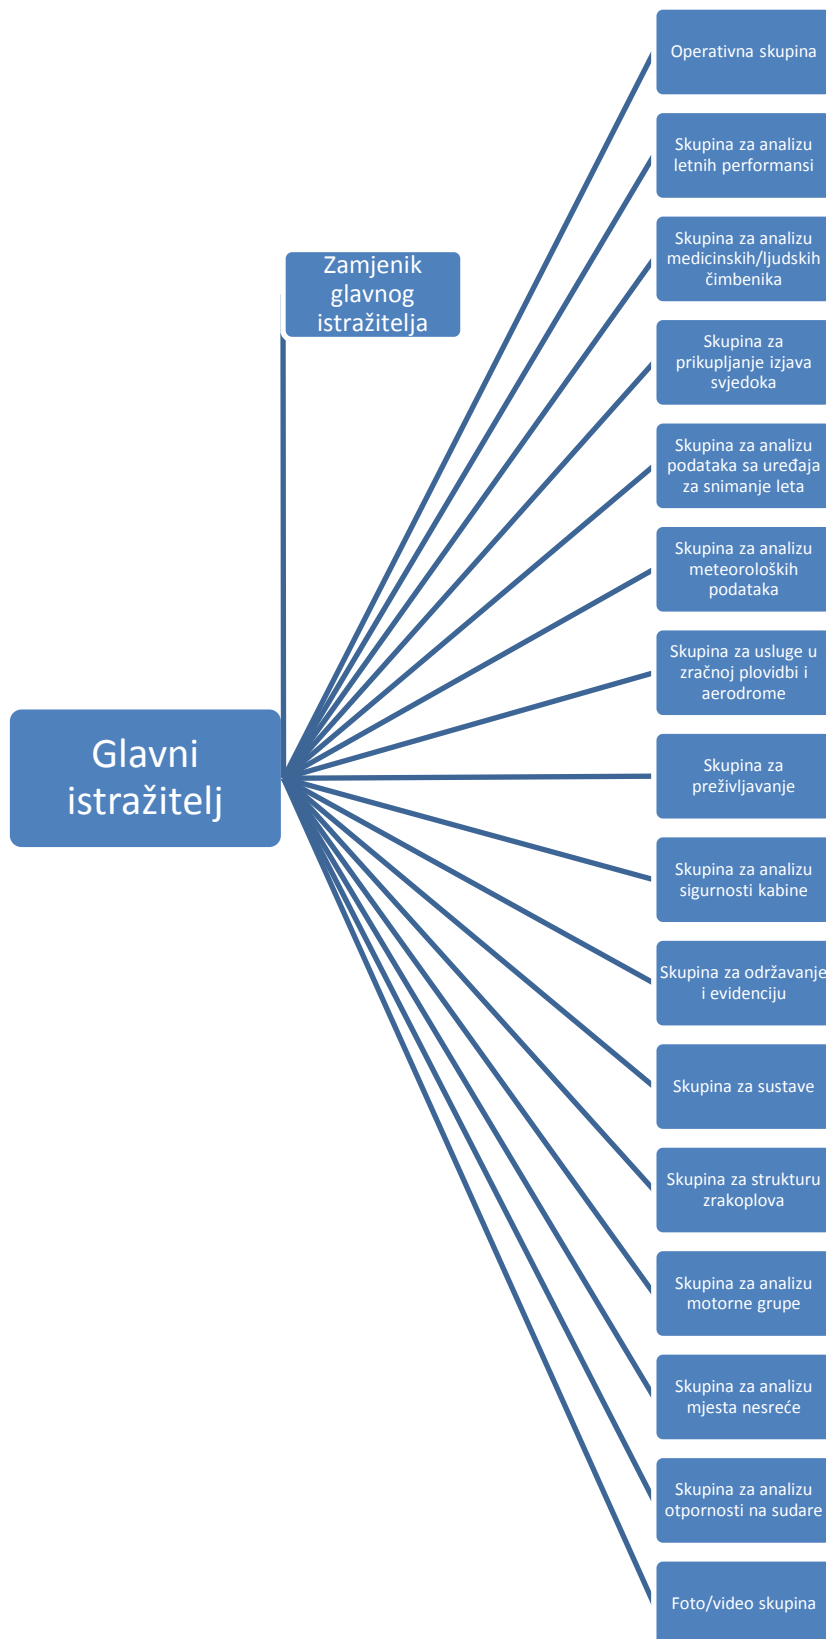 Operativna skupina
Skupina za analizu
letnih performansi
Skupina za analizu
medicinskih/ljudskih
čimbenika
Zamjenik
glavnog
istražitelja
Skupina za
prikupljanje izjava
svjedoka
Skupina za analizu
podataka sa uređaja
za snimanje leta
Skupina za analizu
meteoroloških
podataka
Skupina za usluge u
zračnoj plovidbi i
aerodrome
Glavni
istražitelj
Skupina za
preživljavanje
Skupina za analizu
sigurnosti kabine
Skupina za održavanje
i evidenciju
Skupina za sustave
Skupina za strukturu
zrakoplova
Skupina za analizu
motorne grupe
Skupina za analizu
mjesta nesreće
Skupina za analizu
otpornosti na sudare
Foto/video skupina